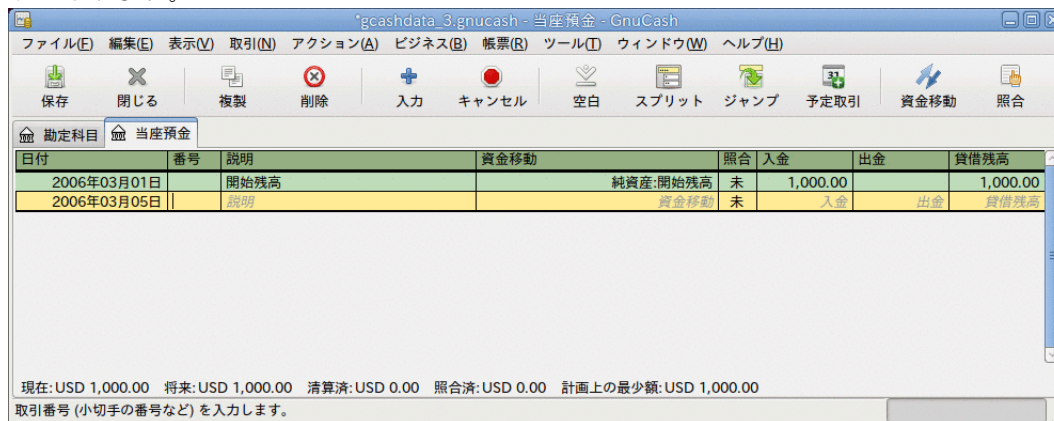 *gcashdata_3.gnucash - 当座預金 - GnuCash
ファイル(F) 編集(E) 表示(V) 取引(N) アクション(A) ビジネス(B) 帳票(R) ツール(T) ウィンドウ(W) ヘルプ(H)
保存 閉じる 複製 削除 入力 キャンセル 空白 スプリット ジャンプ 予定取引 資金移動 照合
勘定科目 当座預金
日付 番号 説明 資金移動 照合 入金 出金 貸借残高
2006年03月01日 開始残高 純資産:開始残高 未 1,000.00 1,000.00
2006年03月05日 説明 資金移動 未 入金 出金 貸借残高
現在:USD 1,000.00 将来:USD 1,000.00 清算済:USD 0.00 照合済:USD 0.00 計画上の最少額:USD 1,000.00
取引番号 (小切手の番号など) を入力します。